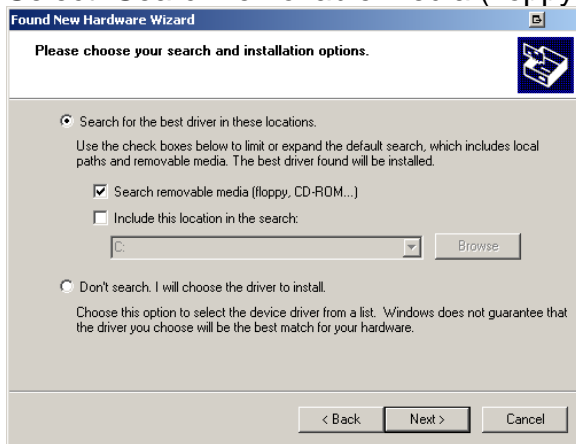 Found New Hardware Wizard
Please choose your search and installation options.
Search for the best driver in these locations.
Use the check boxes below to limit or expand the default search, which includes local
paths and removable media. The best driver found will be installed.
Search removable media (floppy, CD-ROM...)
Include this location in the search:
C:
Browse
Don't search. I will choose the driver to install.
Choose this option to select the device driver from a list. Windows does not guarantee that
the driver you choose will be the best match for your hardware.
< Back
Next >
Cancel